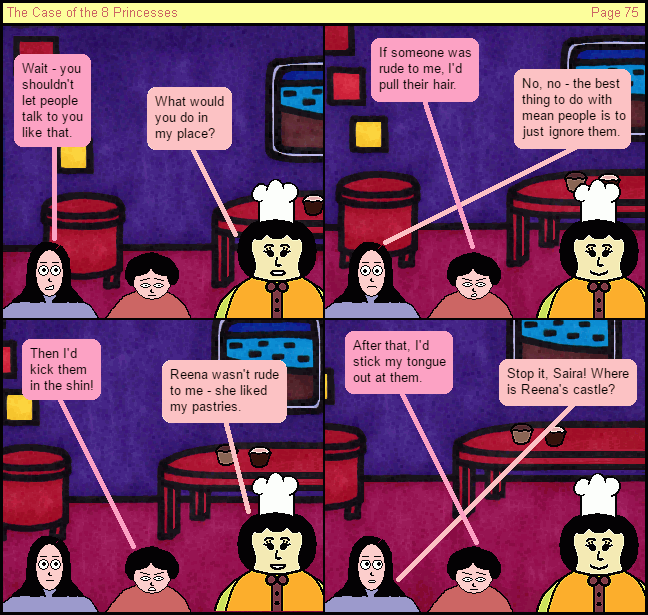 The Case of the 8 Princesses
Page 75
Wait - you
shouldn't
let people
talk to you
like that.
What would
you do in
my place?
If someone was
rude to me, I'd
pull their hair.
No, no - the best
thing to do with
mean people is to
just ignore them.
Then I'd
kick them
in the shin!
Reena wasn't rude
to me - she liked
my pastries.
After that, I'd
stick my tongue
out at them.
Stop it, Saira! Where
is Reena's castle?